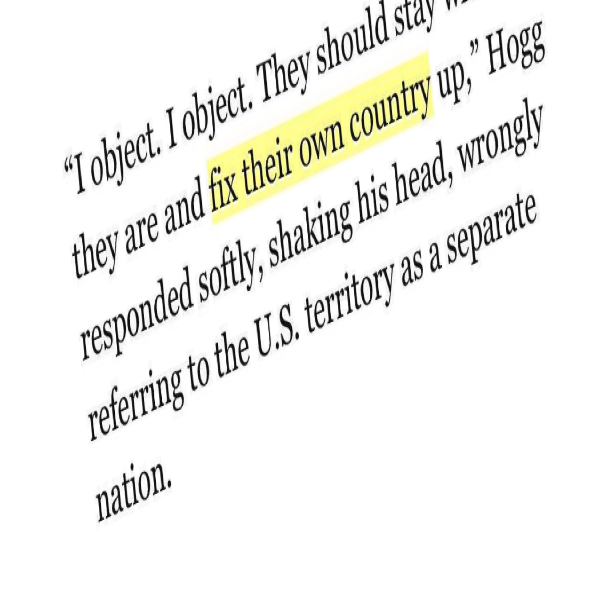 “I object. I object. They should stay
they are and fix their own country up,” Hogg
responded softly, shaking his head, wrongly
referring to the U.S. territory as a separate
nation.